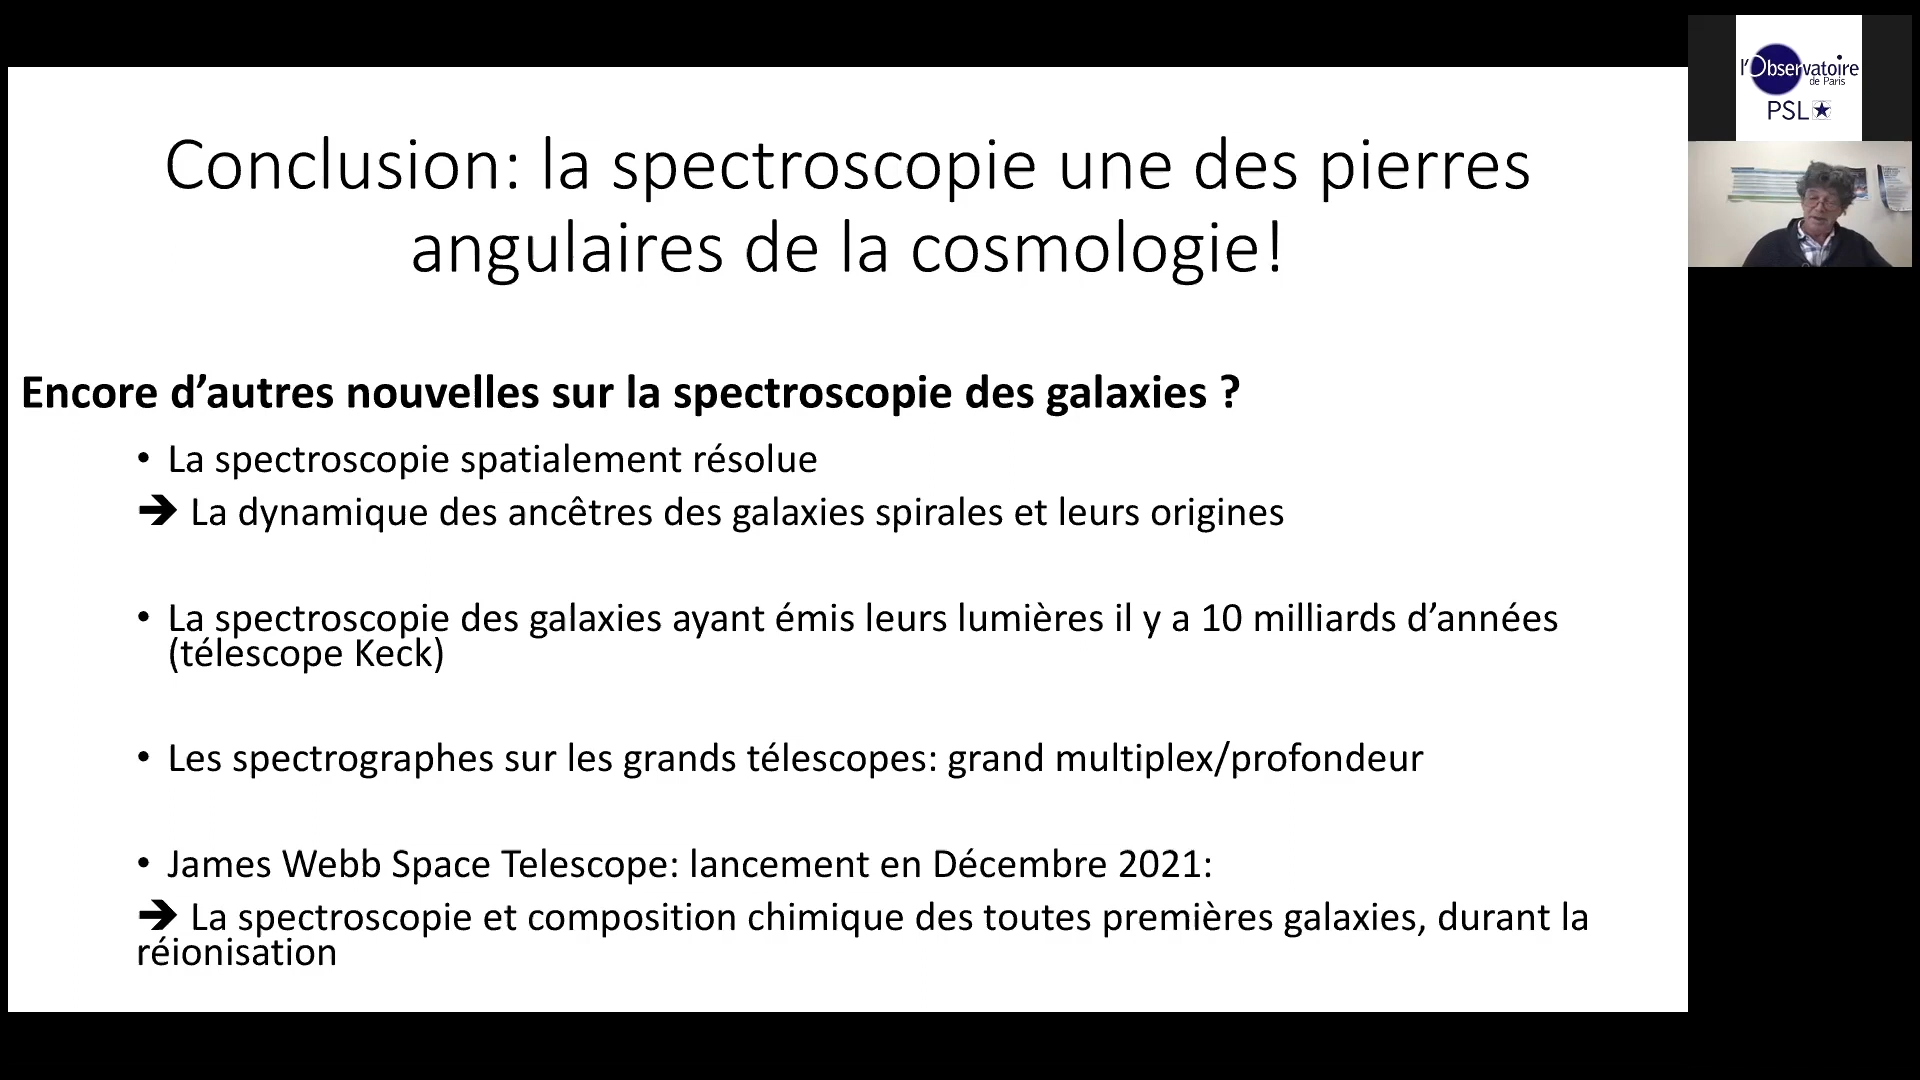 Conclusion: la spectroscopie une des pierres
angulaires de la cosmologie!
Encore d’autres nouvelles sur la spectroscopie des galaxies ?
• La spectroscopie spatialement résolue
➔ La dynamique des ancêtres des galaxies spirales et leurs origines
• La spectroscopie des galaxies ayant émis leurs lumières il y a 10 milliards d’années
(télescope Keck)
• Les spectrographes sur les grands télescopes: grand multiplex/profondeur
• James Webb Space Telescope: lancement en Décembre 2021:
➔ La spectroscopie et composition chimique des toutes premières galaxies, durant la
réionisation
l’Observatoire
de Paris
PSL